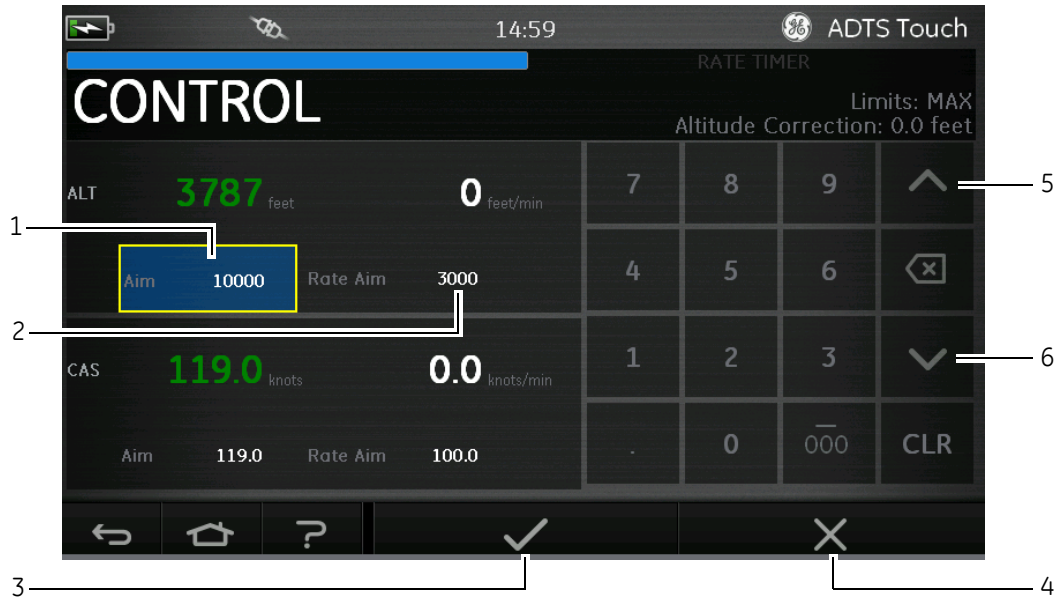 14:59 ADTS Touch
RATE TIMER
CONTROL
Limits: MAX
Altitude Correction: 0.0 feet
ALT 3787 feet 0 feet/min
Aim 10000 Rate Aim 3000
CAS 119.0 knots 0.0 knots/min
Aim 119.0 Rate Aim 100.0
7 8 9
4 5 6
1 2 3
. 0 000 CLR
?
1
2
3
4
5
6